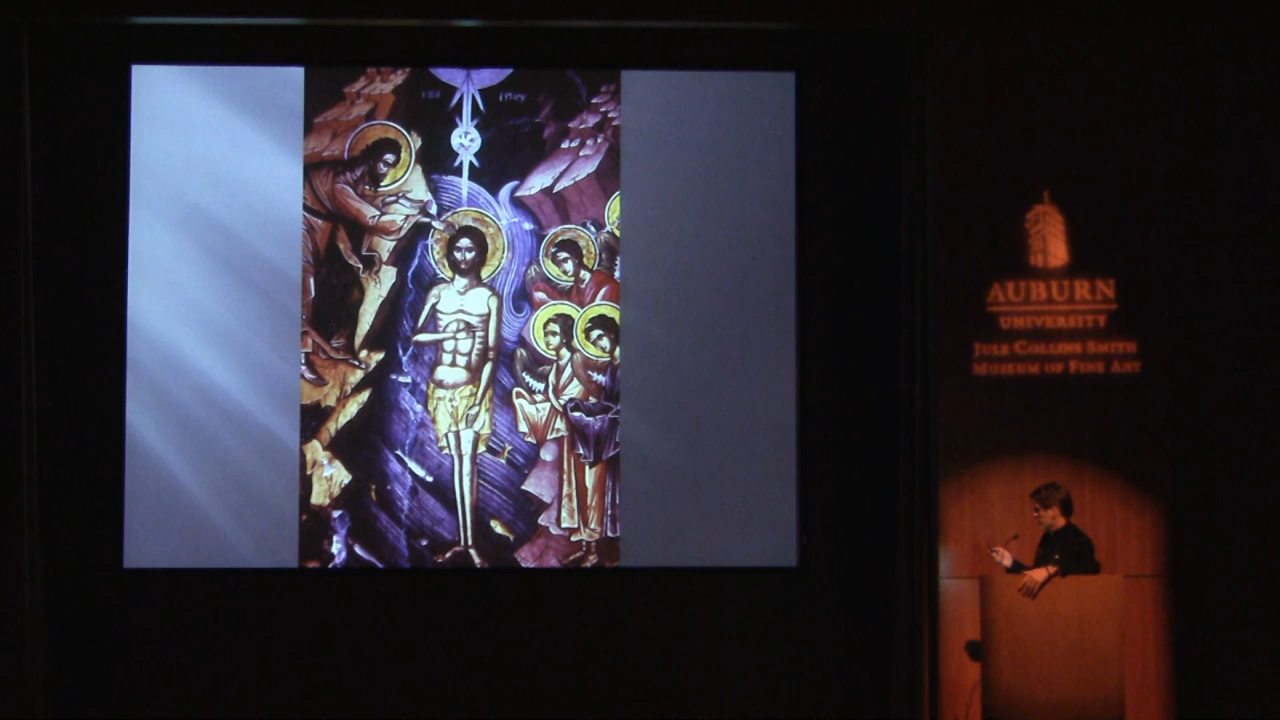 AUBURN
UNIVERSITY
JULE COLLINS SMITH
MUSEUM OF FINE ART